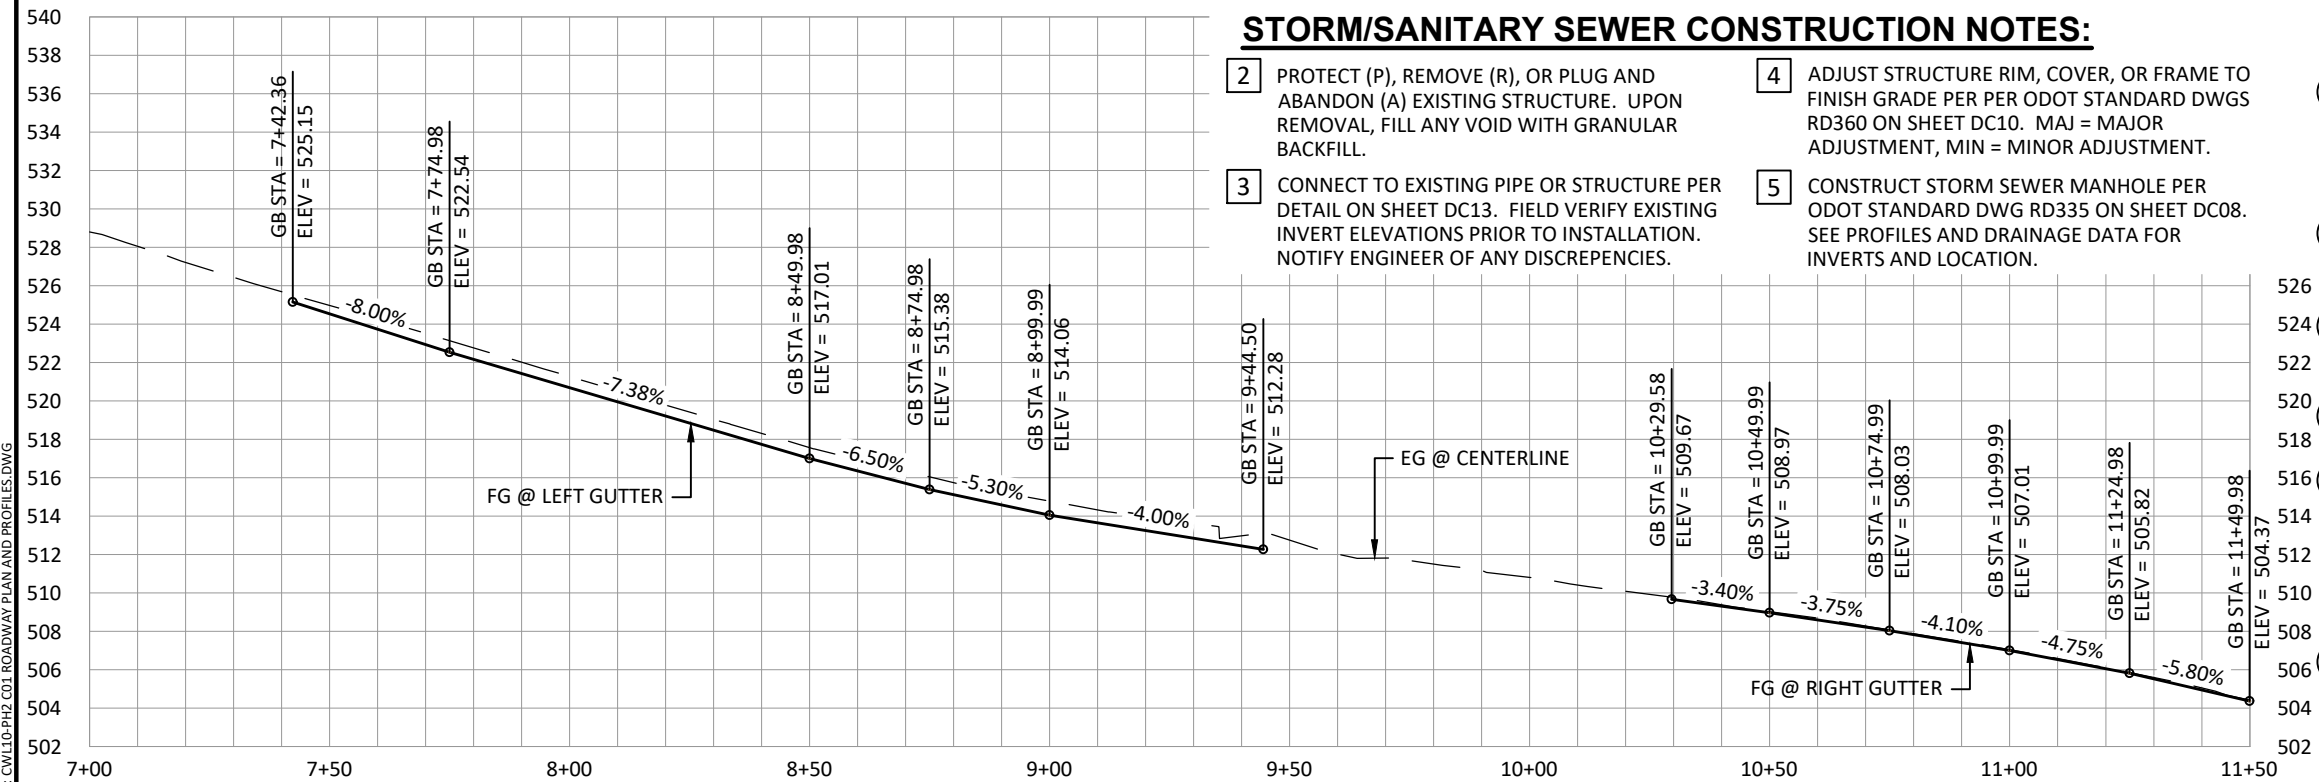 STORM/SANITARY SEWER CONSTRUCTION NOTES:
2 PROTECT (P), REMOVE (R), OR PLUG AND
ABANDON (A) EXISTING STRUCTURE. UPON
REMOVAL, FILL ANY VOID WITH GRANULAR
BACKFILL.
3 CONNECT TO EXISTING PIPE OR STRUCTURE PER
DETAIL ON SHEET DC13. FIELD VERIFY EXISTING
INVERT ELEVATIONS PRIOR TO INSTALLATION.
NOTIFY ENGINEER OF ANY DISCREPENCIES.
4 ADJUST STRUCTURE RIM, COVER, OR FRAME TO
FINISH GRADE PER PER ODOT STANDARD DWGS
RD360 ON SHEET DC10. MAJ = MAJOR
ADJUSTMENT, MIN = MINOR ADJUSTMENT.
5 CONSTRUCT STORM SEWER MANHOLE PER
ODOT STANDARD DWG RD335 ON SHEET DC08.
SEE PROFILES AND DRAINAGE DATA FOR
INVERTS AND LOCATION.
540
538
536
534
532
530
528
526
524
522
520
518
516
514
512
510
508
506
504
502
GB STA = 7+42.36
ELEV = 525.15
-8.00%
GB STA = 7+74.98
ELEV = 522.54
-7.38%
FG @ LEFT GUTTER
GB STA = 8+49.98
ELEV = 517.01
-6.50%
GB STA = 8+74.98
ELEV = 515.38
-5.30%
GB STA = 8+99.99
ELEV = 514.06
-4.00%
GB STA = 9+44.50
ELEV = 512.28
EG @ CENTERLINE
GB STA = 10+29.58
ELEV = 509.67
-3.40%
GB STA = 10+49.99
ELEV = 508.97
-3.75%
GB STA = 10+74.99
ELEV = 508.03
-4.10%
FG @ RIGHT GUTTER
GB STA = 10+99.99
ELEV = 507.01
-4.75%
GB STA = 11+24.98
ELEV = 505.82
-5.80%
GB STA = 11+49.98
ELEV = 504.37
526
524
522
520
518
516
514
512
510
508
506
504
502
7+00
7+50
8+00
8+50
9+00
9+50
10+00
10+50
11+00
11+50
: CWL10-PH2 C01 ROADWAY PLAN AND PROFILES.DWG